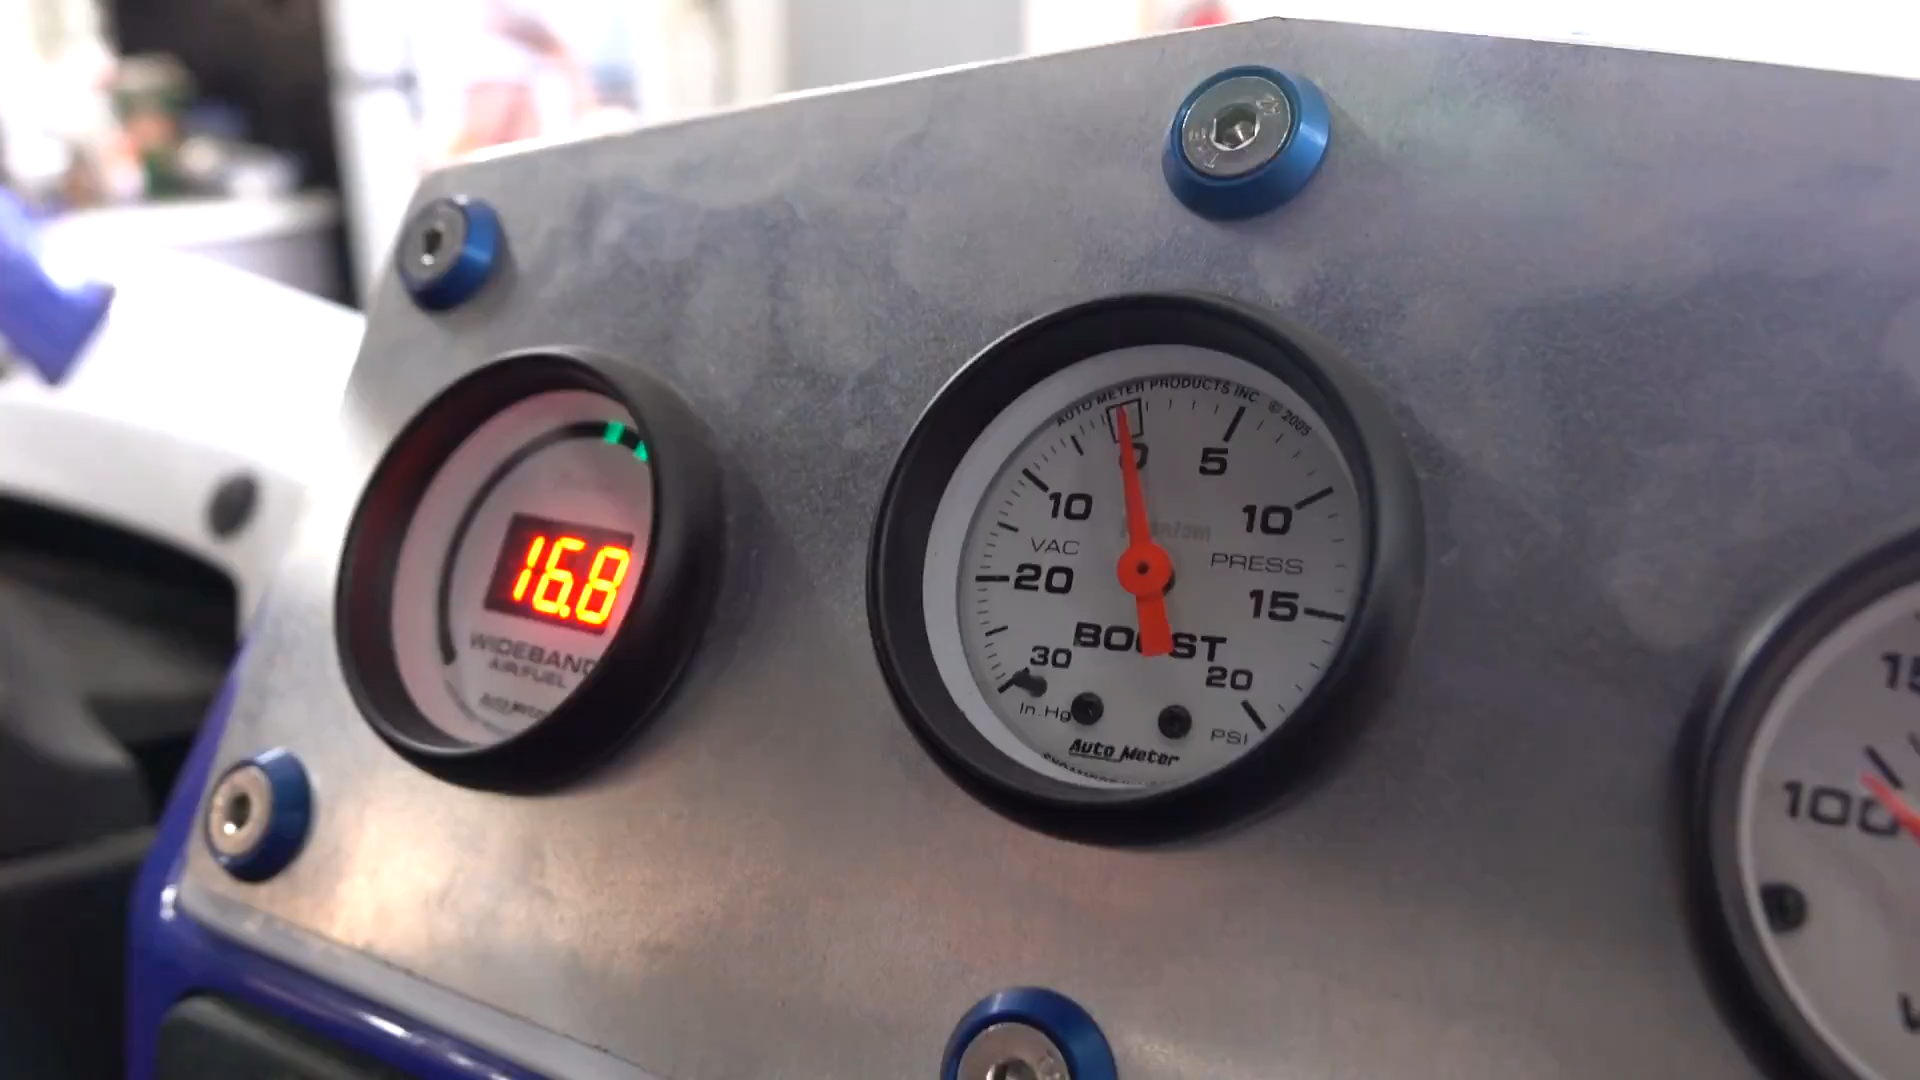 16.8
WIDEBAND
AIR/FUEL
AUTO METER PRODUCTS INC © 2005
0
5
10
10
VAC
PRESS
20
15
BOOST
30
20
In.Hg
PSI
Auto Meter
100